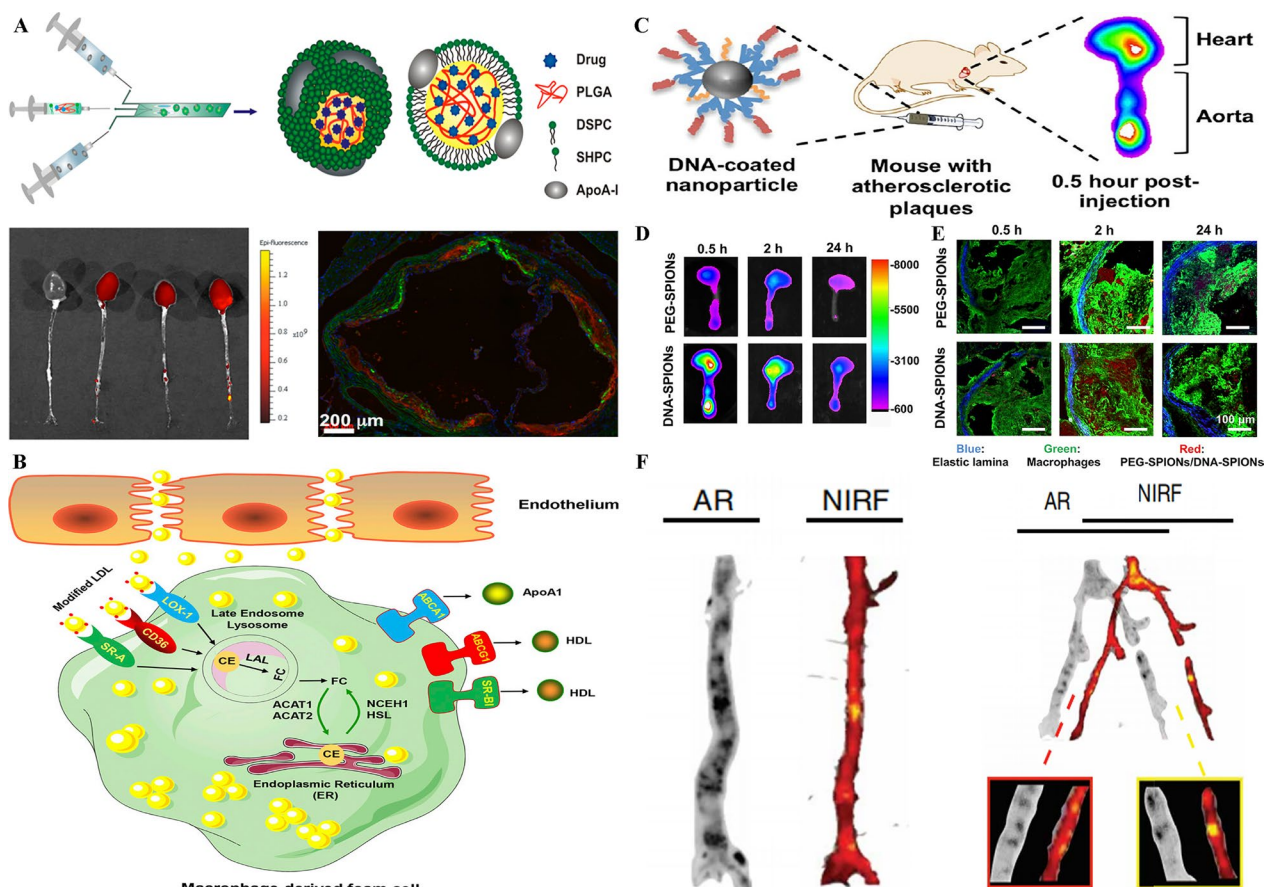 A
Drug
PLGA
DSPC
SHPC
ApoA-I
Epi-fluorescence
1.2
1.0
0.8
0.6
0.4
0.2
x10⁹
200 μm
B
Endothelium
Modified LDL
LOX-1
CD36
SR-A
Late Endosome
Lysosome
CE
LAL
FC
FC
ACAT1
ACAT2
NCEH1
HSL
CE
Endoplasmic Reticulum
(ER)
ABCA1
ApoA1
ABCG1
HDL
SR-BI
HDL
Macrophage-derived foam cell
C
DNA-coated
nanoparticle
Mouse with
atherosclerotic
plaques
0.5 hour post-
injection
Heart
Aorta
D
0.5 h
2 h
24 h
PEG-SPIONs
DNA-SPIONs
-8000
-5500
-3100
-600
E
0.5 h
2 h
24 h
PEG-SPIONs
DNA-SPIONs
100 μm
Blue:
Elastic lamina
Green:
Macrophages
Red:
PEG-SPIONs/DNA-SPIONs
F
AR
NIRF
AR
NIRF